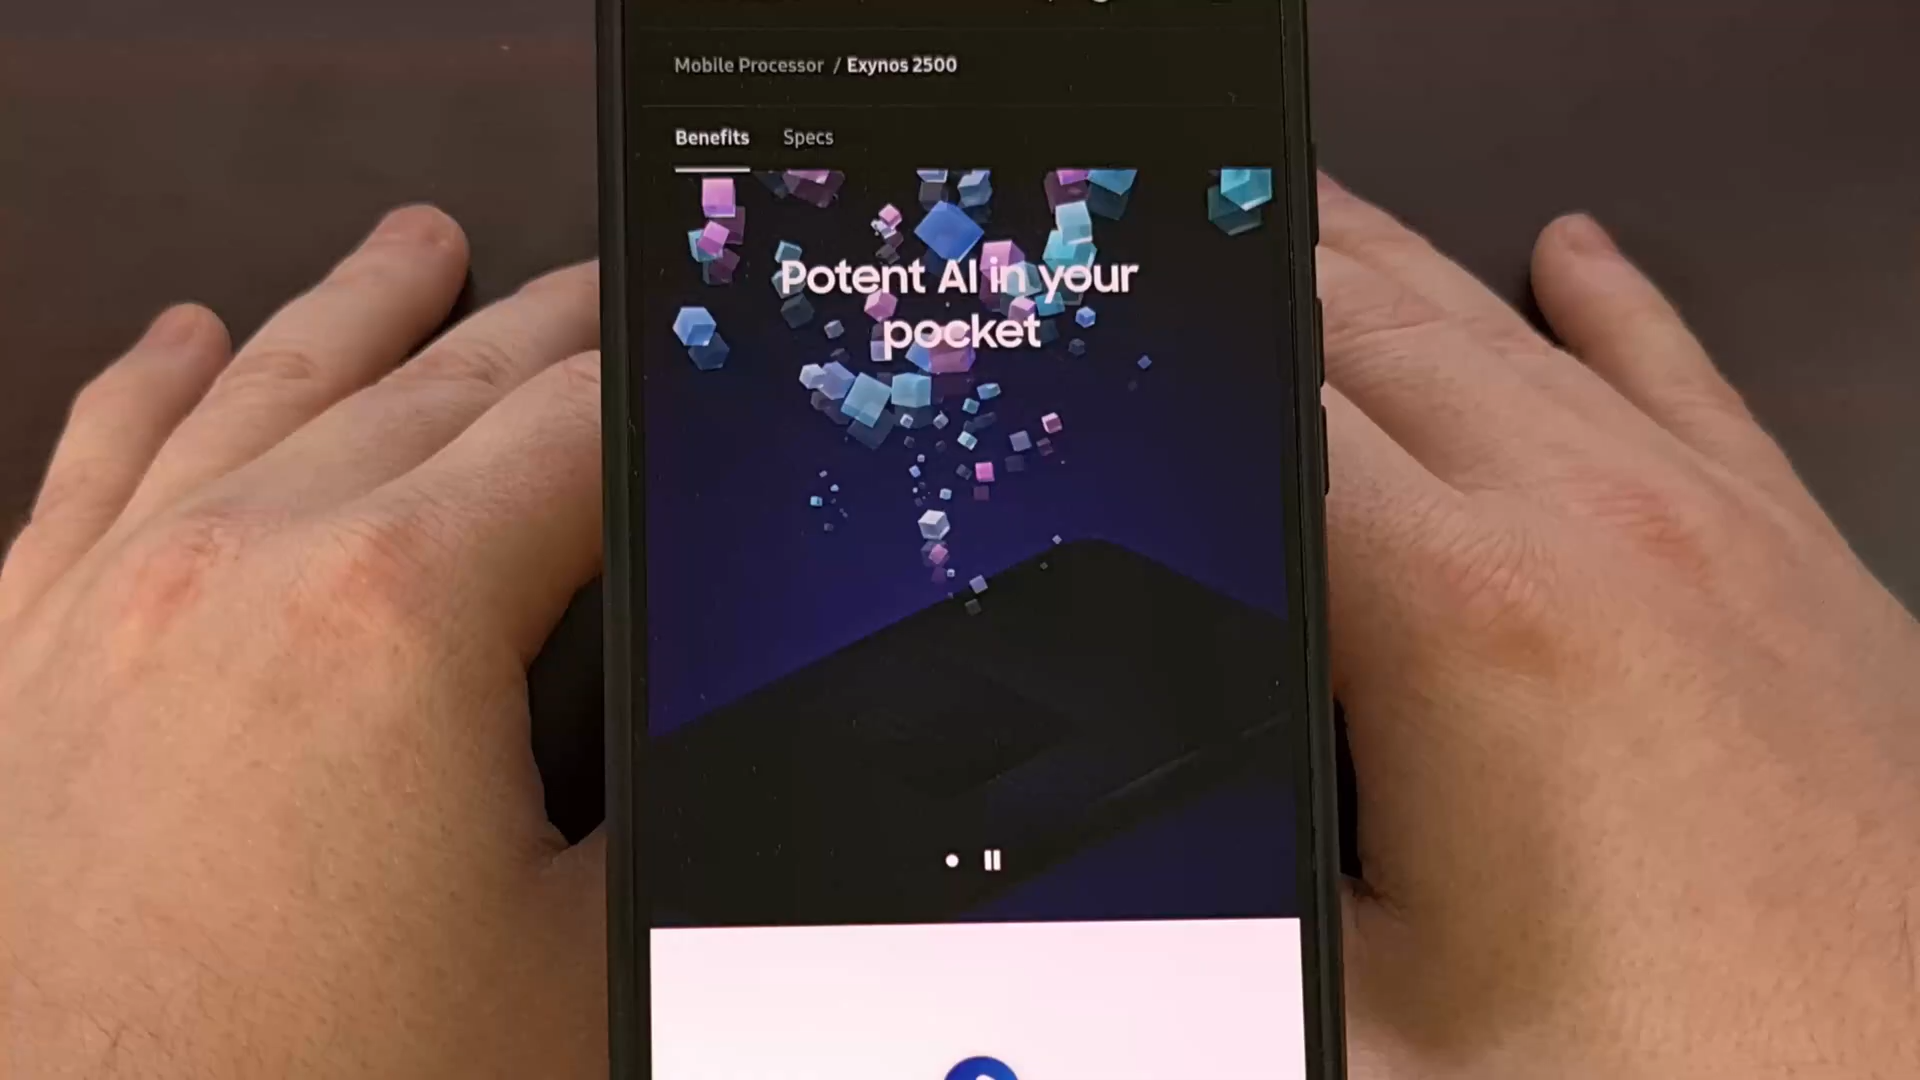 Mobile Processor / Exynos 2500
Benefits Specs
Potent AI in your
pocket